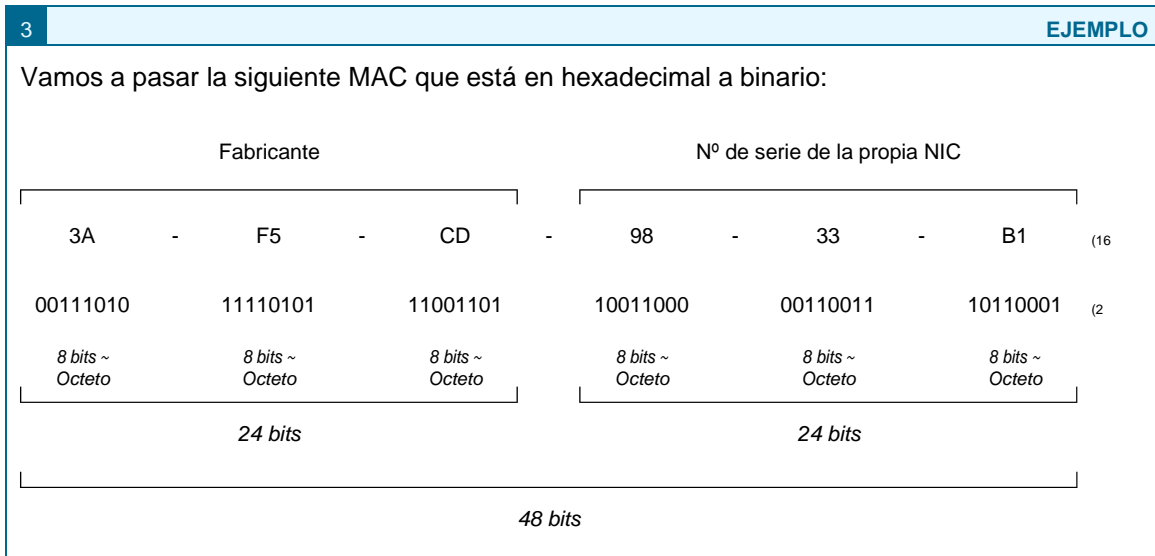 3 EJEMPLO
Vamos a pasar la siguiente MAC que está en hexadecimal a binario:
Fabricante Nº de serie de la propia NIC
3A - F5 - CD - 98 - 33 - B1 (16
00111010 11110101 11001101 10011000 00110011 10110001 (2
8 bits ~ 8 bits ~ 8 bits ~ 8 bits ~ 8 bits ~ 8 bits ~
Octeto Octeto Octeto Octeto Octeto Octeto
24 bits 24 bits
48 bits